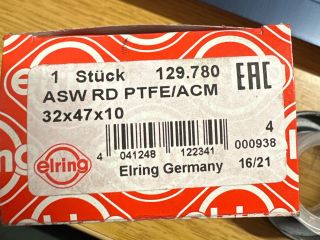 1 Stück 129.780
ASW RD PTFE/ACM
32x47x10
EAC
elring
4 041248 122341
Elring Germany
4
000938
16/21